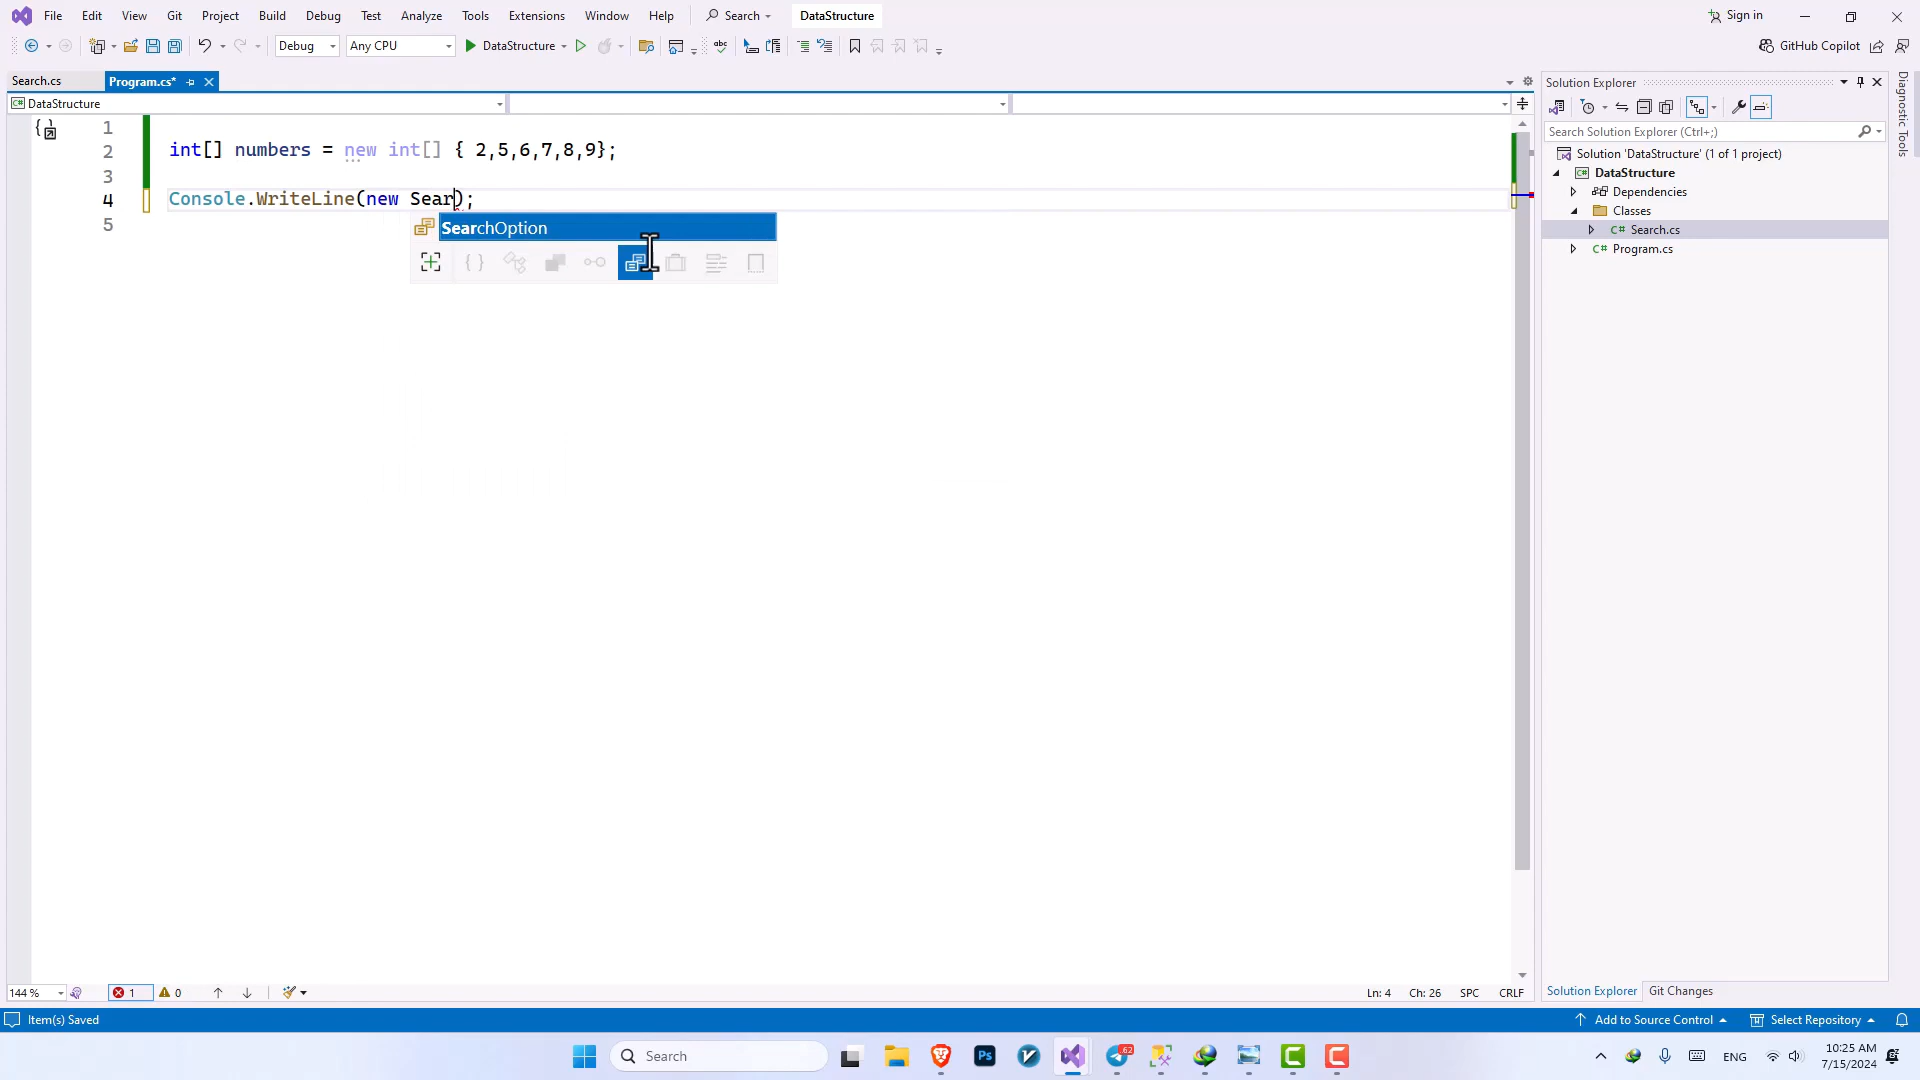 File Edit View Git Project Build Debug Test Analyze Tools Extensions Window Help Search DataStructure Sign in
Debug Any CPU DataStructure GitHub Copilot
Search.cs Program.cs*
DataStructure
1
2 int[] numbers = new int[] { 2,5,6,7,8,9};
3
4 Console.WriteLine(new Sear);
5
SearchOption
Solution Explorer
Search Solution Explorer (Ctrl+;)
Solution 'DataStructure' (1 of 1 project)
DataStructure
Dependencies
Classes
C# Search.cs
C# Program.cs
Diagnostic Tools
144 % 1 0 Ln: 4 Ch: 26 SPC CRLF
Solution Explorer Git Changes
Item(s) Saved Add to Source Control Select Repository
Search Ps 62 ENG 10:25 AM
7/15/2024